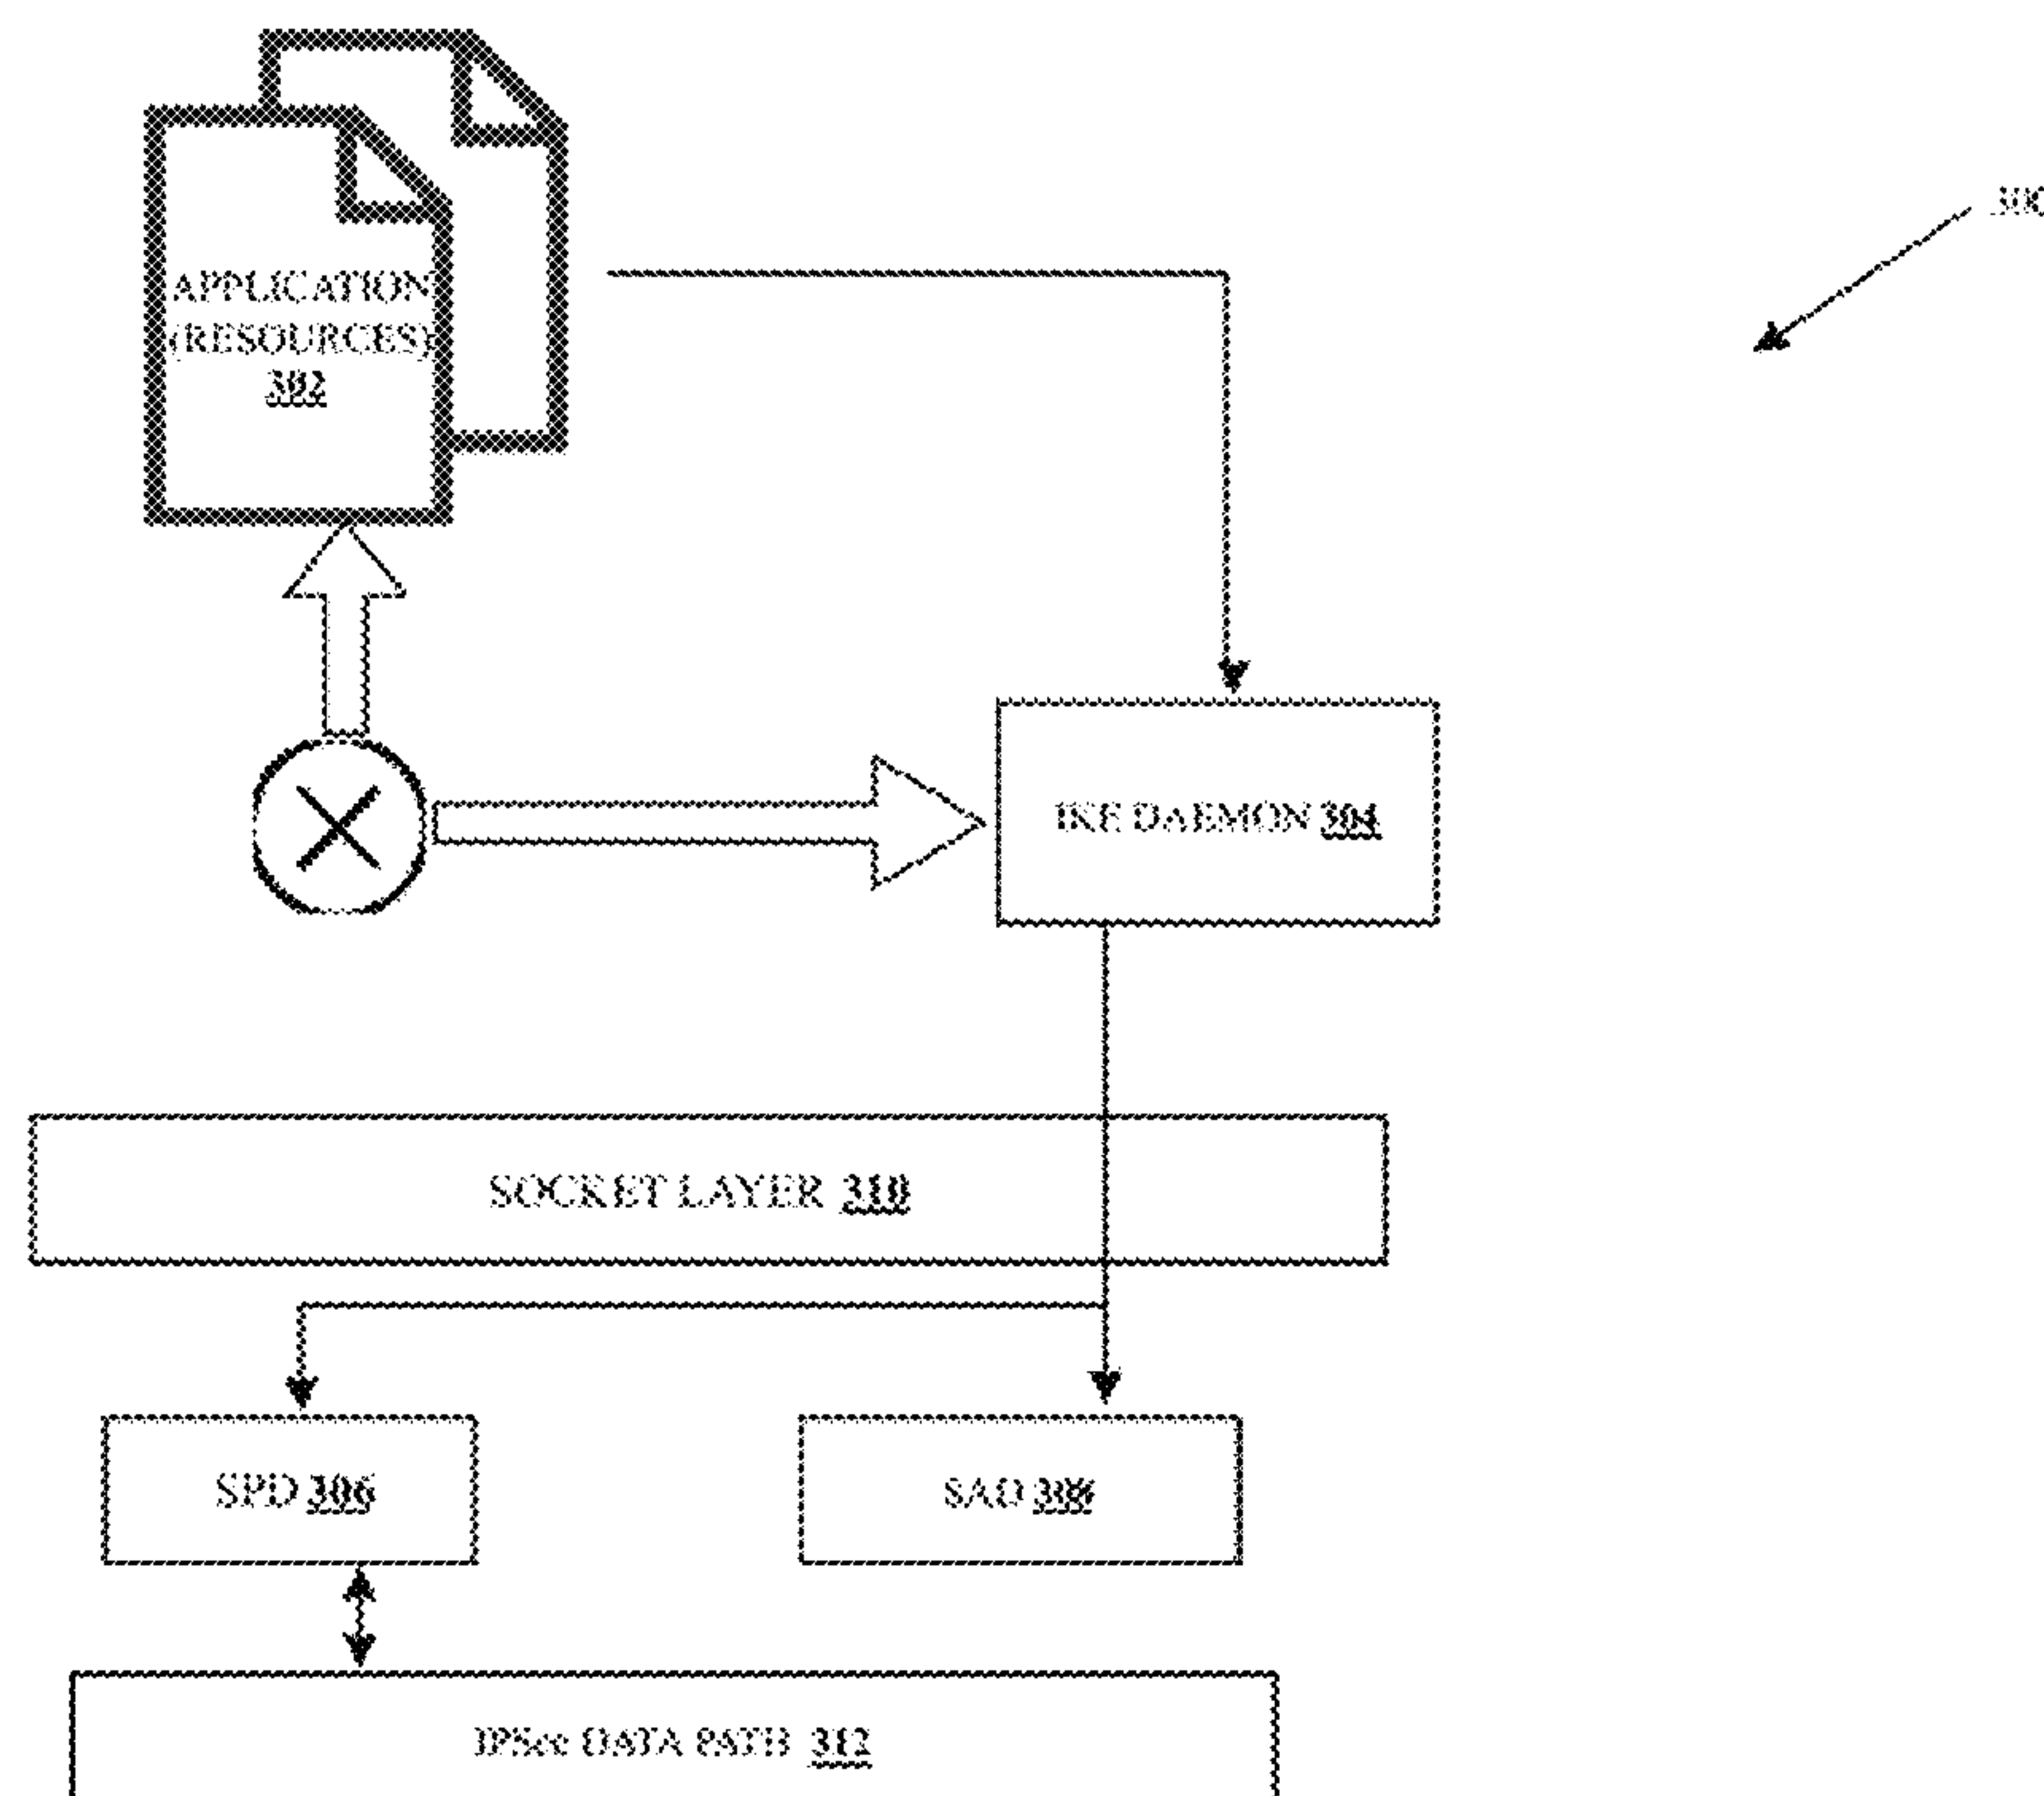 APPLICATION
(RESOURCES)
302
IKE DAEMON 304
SOCKET LAYER 310
SPD 306
SAD 308
IPSec DATA PATH 312